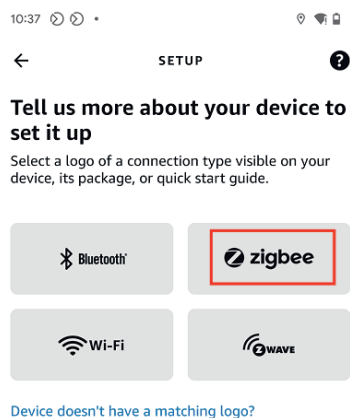 10:37
SETUP
Tell us more about your device to
set it up
Select a logo of a connection type visible on your
device, its package, or quick start guide.
Bluetooth
zigbee
Wi-Fi
Z WAVE
Device doesn't have a matching logo?